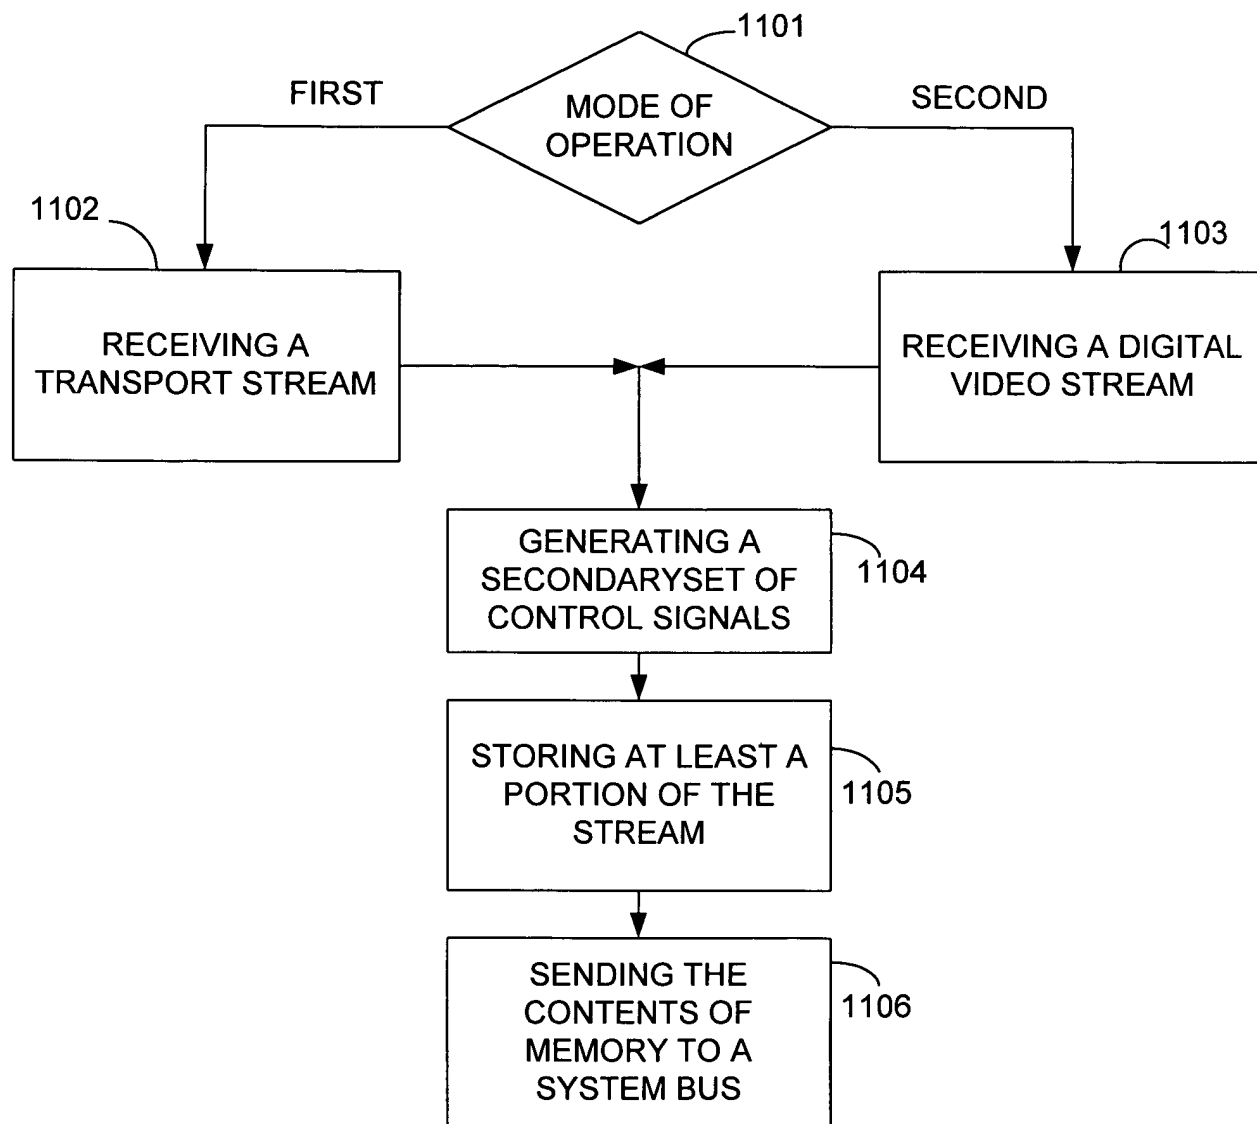 1101
FIRST
MODE OF
OPERATION
SECOND
1102
1103
RECEIVING A
TRANSPORT STREAM
RECEIVING A DIGITAL
VIDEO STREAM
GENERATING A
SECONDARYSET OF
CONTROL SIGNALS
1104
STORING AT LEAST A
PORTION OF THE
STREAM
1105
SENDING THE
CONTENTS OF
MEMORY TO A
SYSTEM BUS
1106